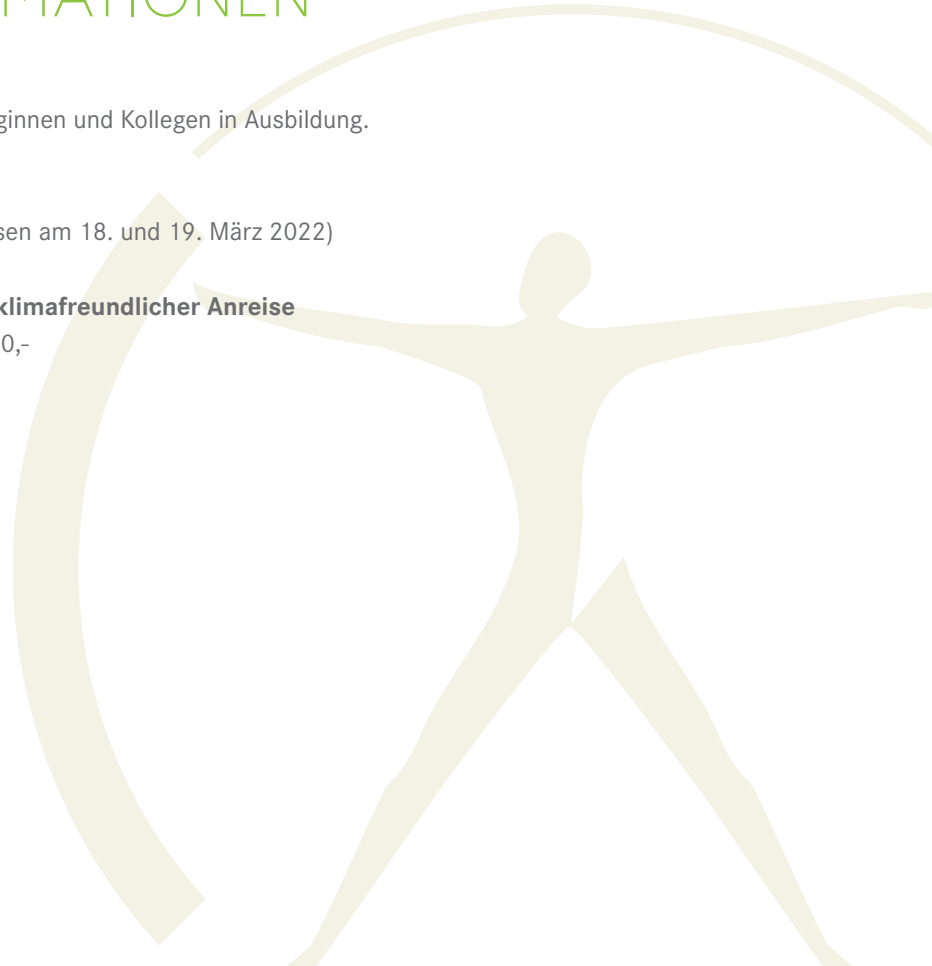 MATIONEN
ginnen und Kollegen in Ausbildung.
sen am 18. und 19. März 2022)
klimafreundlicher Anreise
0,-